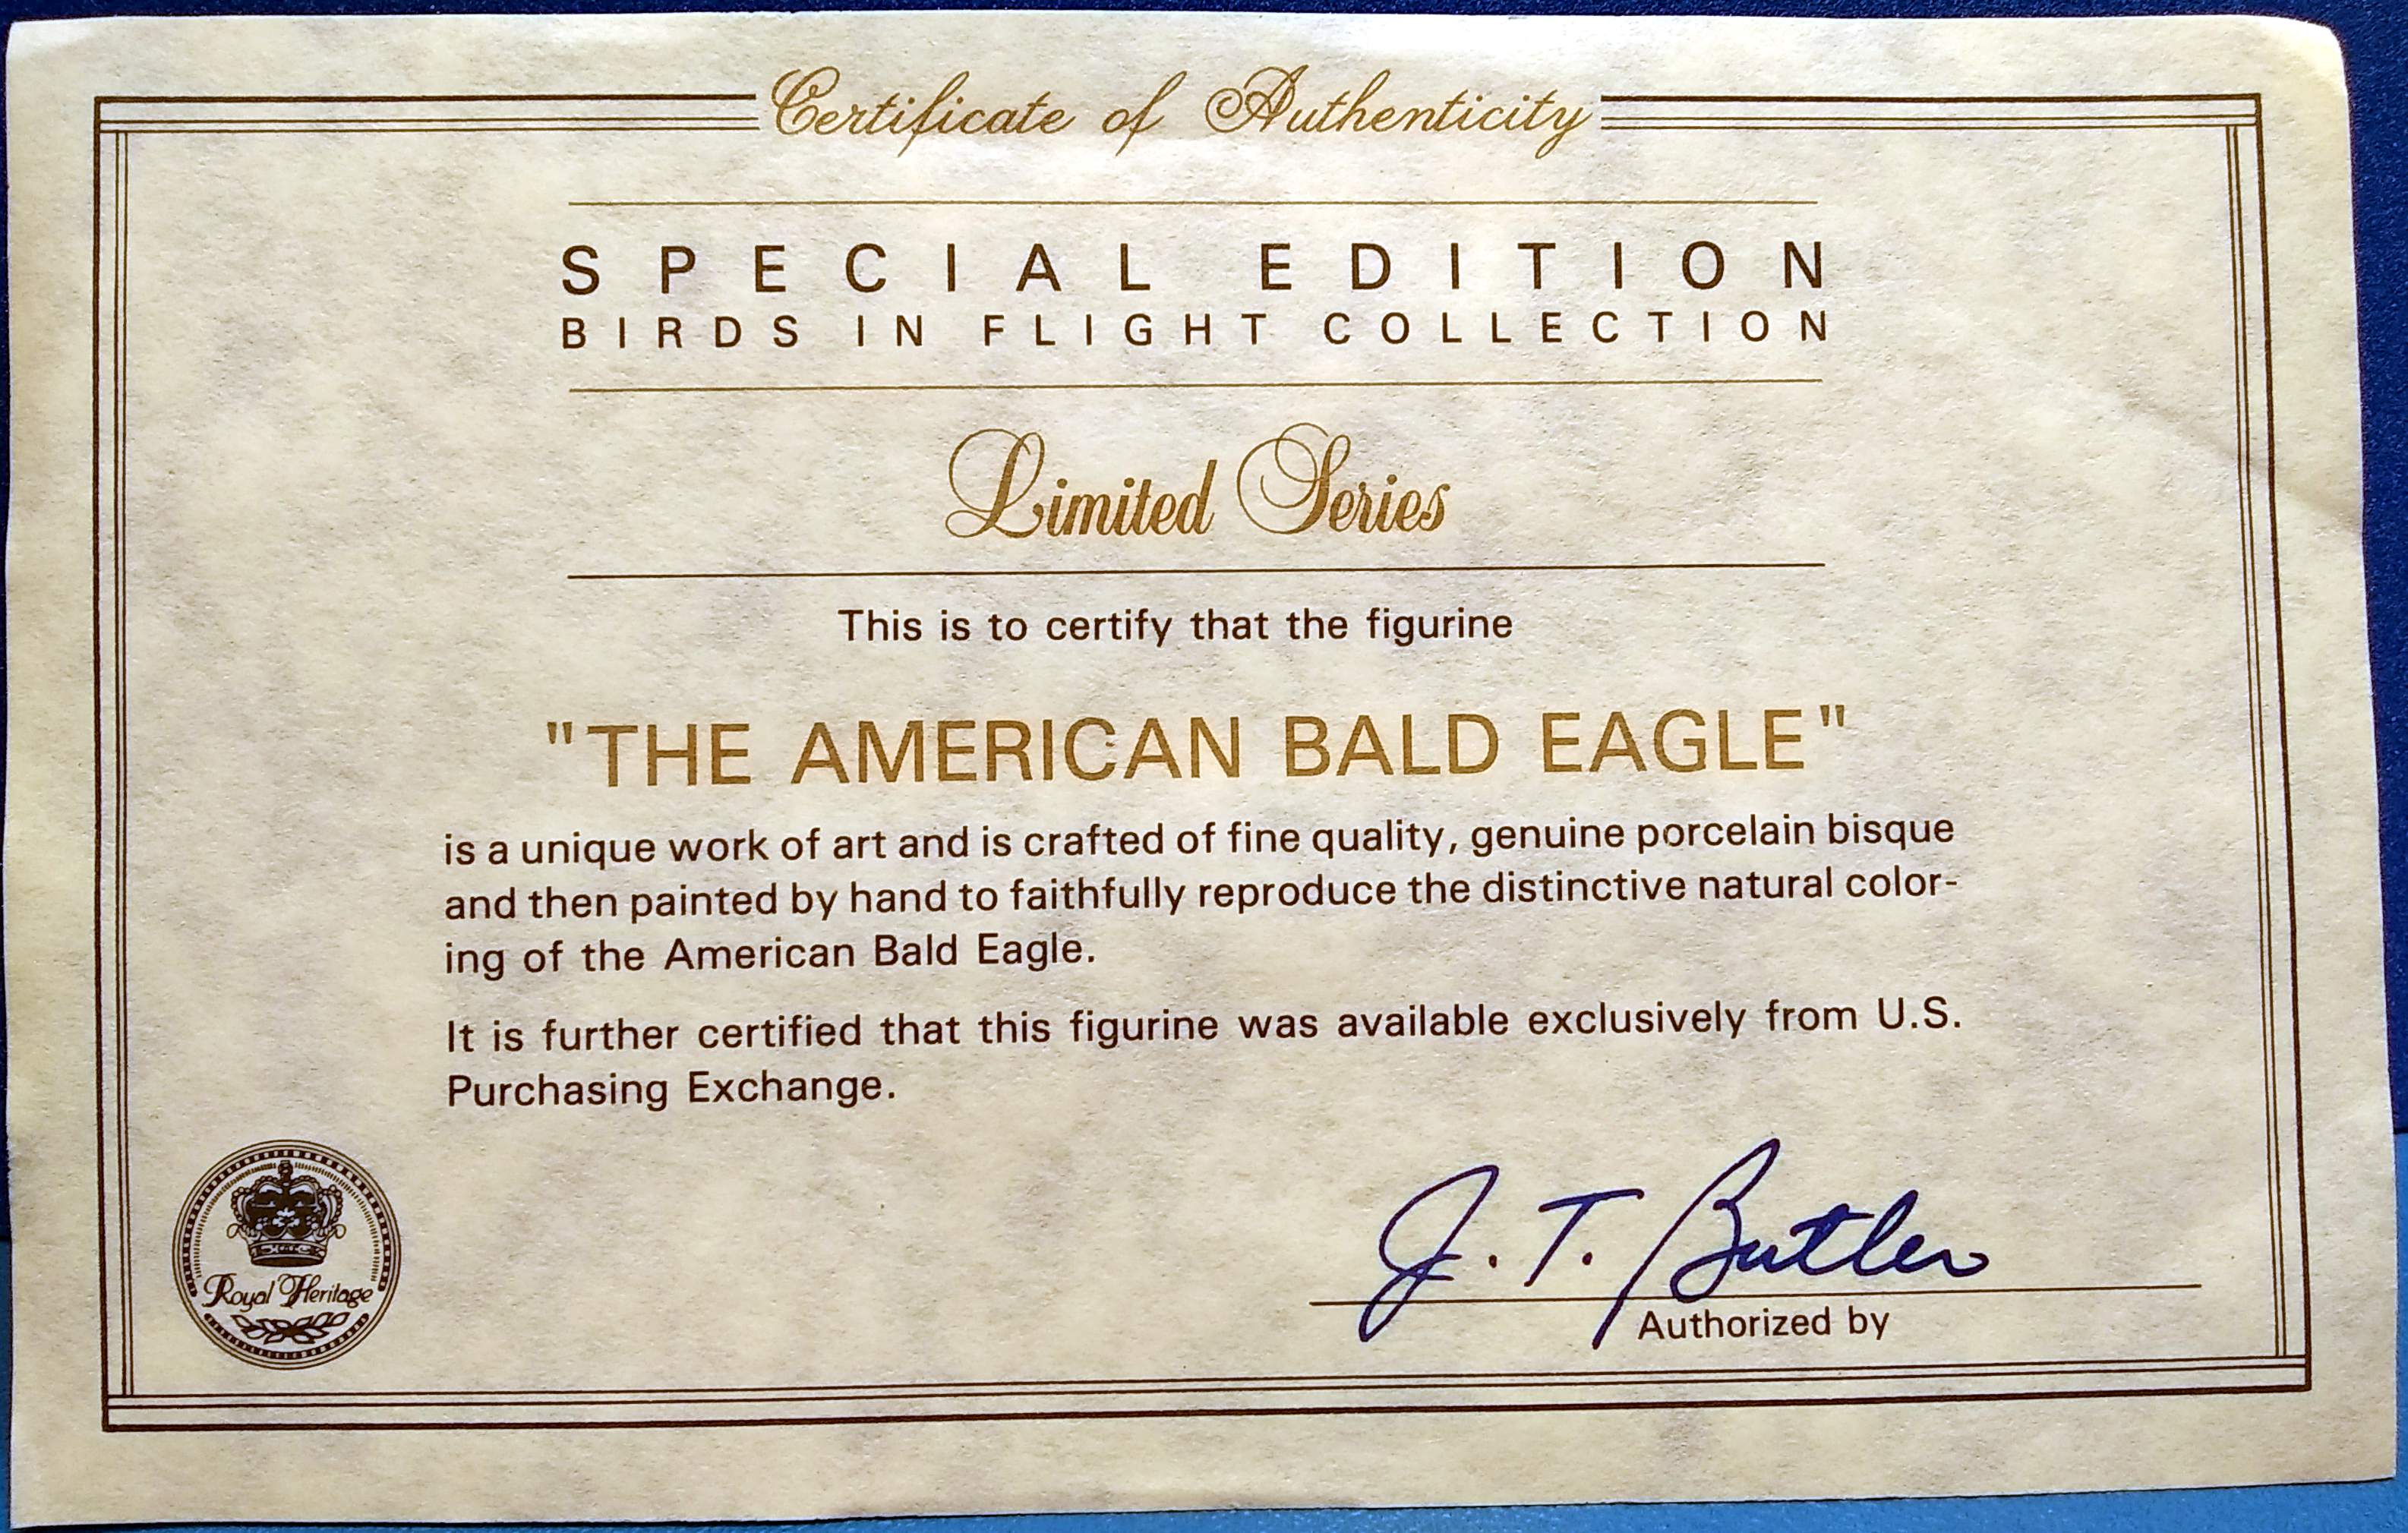 Certificate of Authenticity
SPECIAL EDITION
BIRDS IN FLIGHT COLLECTION
Limited Series
This is to certify that the figurine
"THE AMERICAN BALD EAGLE"
is a unique work of art and is crafted of fine quality, genuine porcelain bisque
and then painted by hand to faithfully reproduce the distinctive natural color-
ing of the American Bald Eagle.
It is further certified that this figurine was available exclusively from U.S.
Purchasing Exchange.
Royal Heritage
J. T. Butler
Authorized by